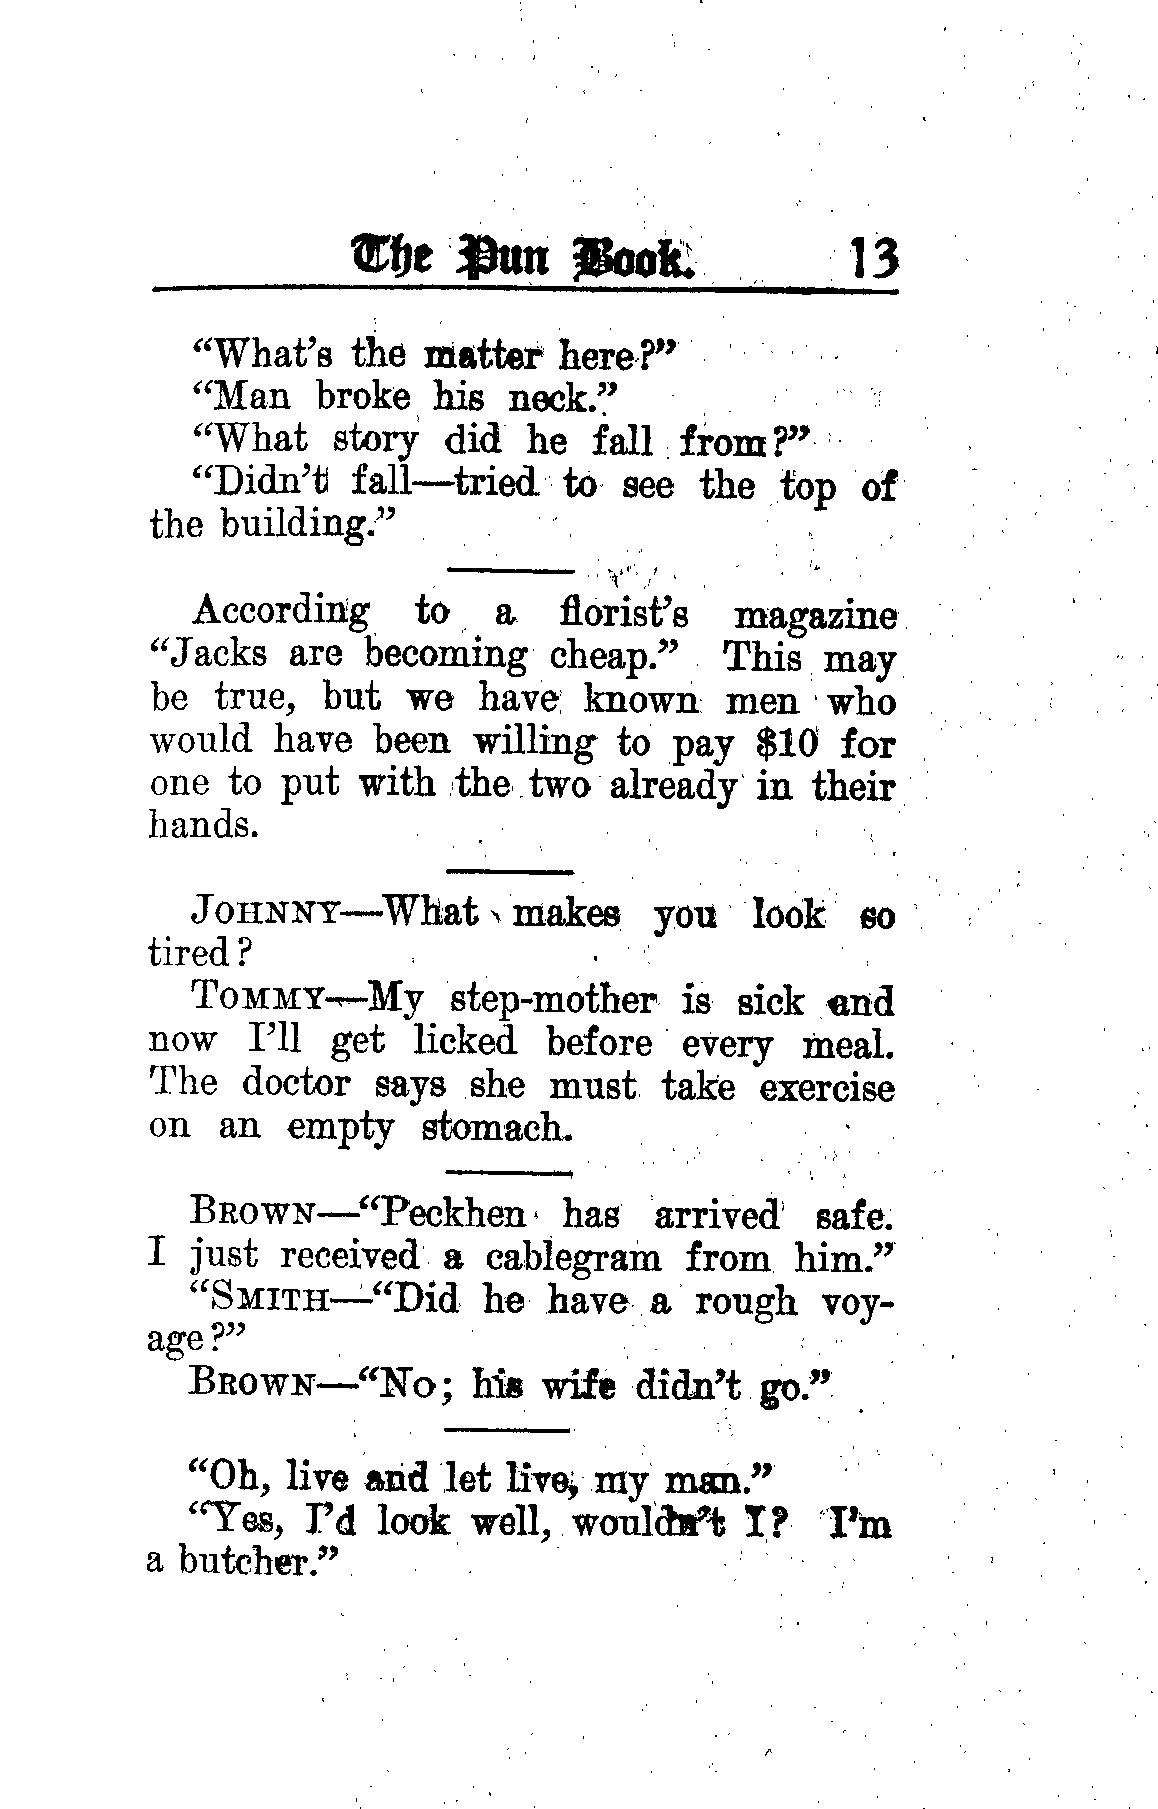 The Pun Book. 13
“What’s the matter here?”
“Man broke his neck.”
“What story did he fall from?”
“Didn’t fall—tried to see the top of
the building.”
According to a florist’s magazine
“Jacks are becoming cheap.” This may
be true, but we have known men who
would have been willing to pay $10 for
one to put with the two already in their
hands.
JOHNNY—What makes you look so
tired?
TOMMY—My step-mother is sick and
now I’ll get licked before every meal.
The doctor says she must take exercise
on an empty stomach.
BROWN—“Peckhen has arrived safe.
I just received a cablegram from him.”
“SMITH—“Did he have a rough voy-
age?”
BROWN—“No; his wife didn’t go.”
“Oh, live and let live, my man.”
“Yes, I’d look well, wouldn’t I? I’m
a butcher.”